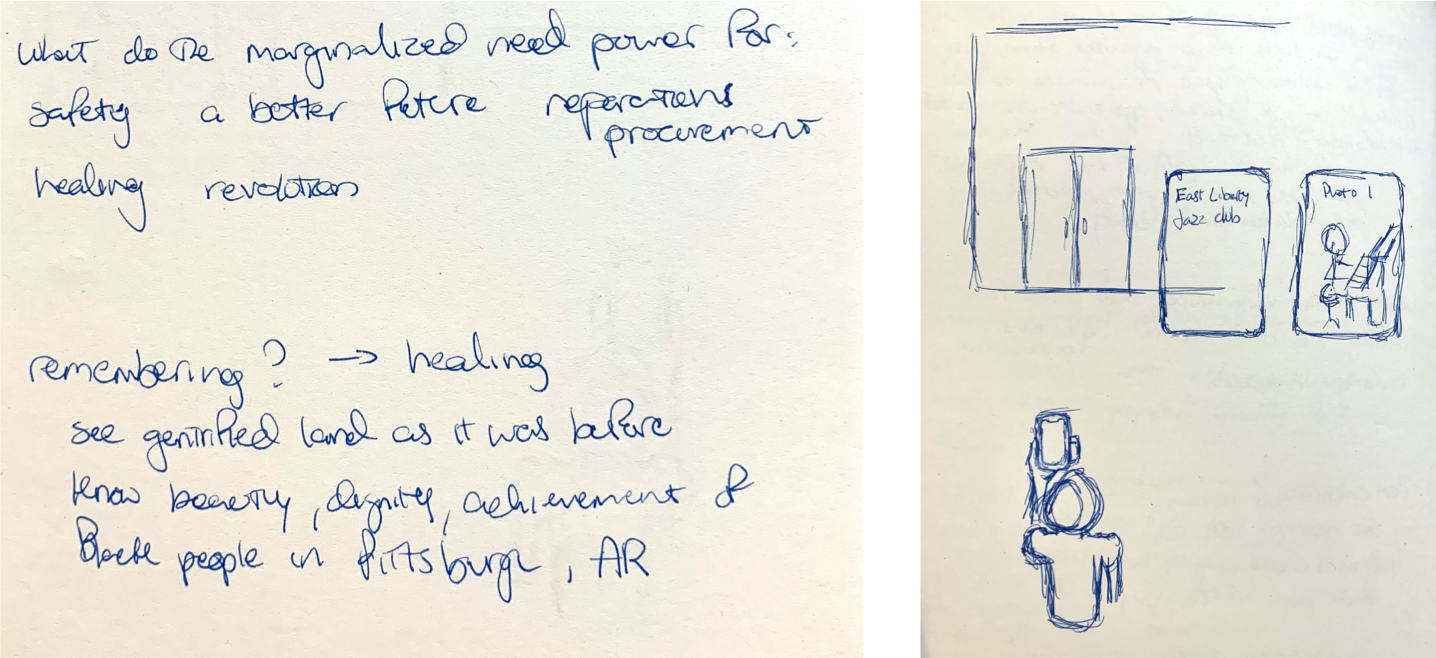 What do the marginalized need power for:
safety a better future reparations
procurement
healing revolution
remembering? → healing
see gentrified land as it was before
know beauty, dignity, achievement of
Black people in Pittsburgh, AR
East Liberty
Jazz club
Photo 1